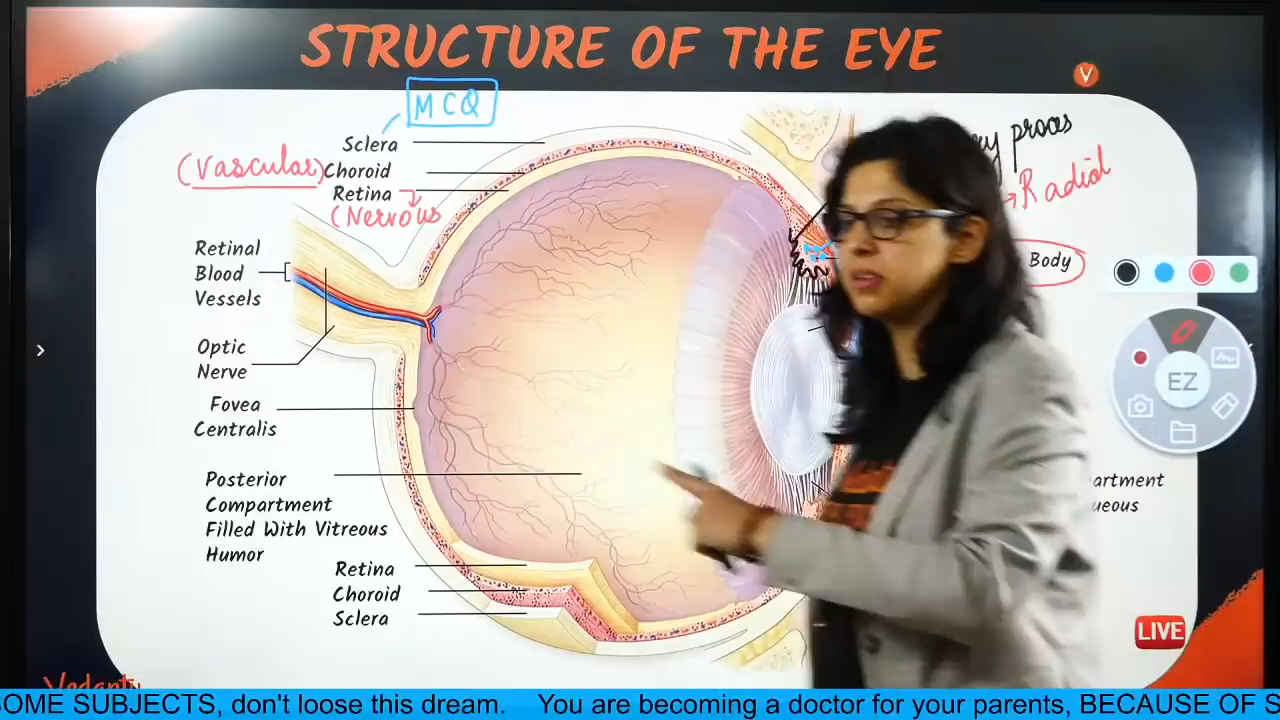 STRUCTURE OF THE EYE
V
MCQ
Sclera
(Vascular)
Choroid
Retina
(Nervous
Retinal
Blood
Vessels
Optic
Nerve
Fovea
Centralis
Posterior
Compartment
Filled With Vitreous
Humor
Retina
Choroid
Sclera
Radial
Body
EZ
LIVE
SOME SUBJECTS, don't loose this dream. You are becoming a doctor for your parents, BECAUSE OF S